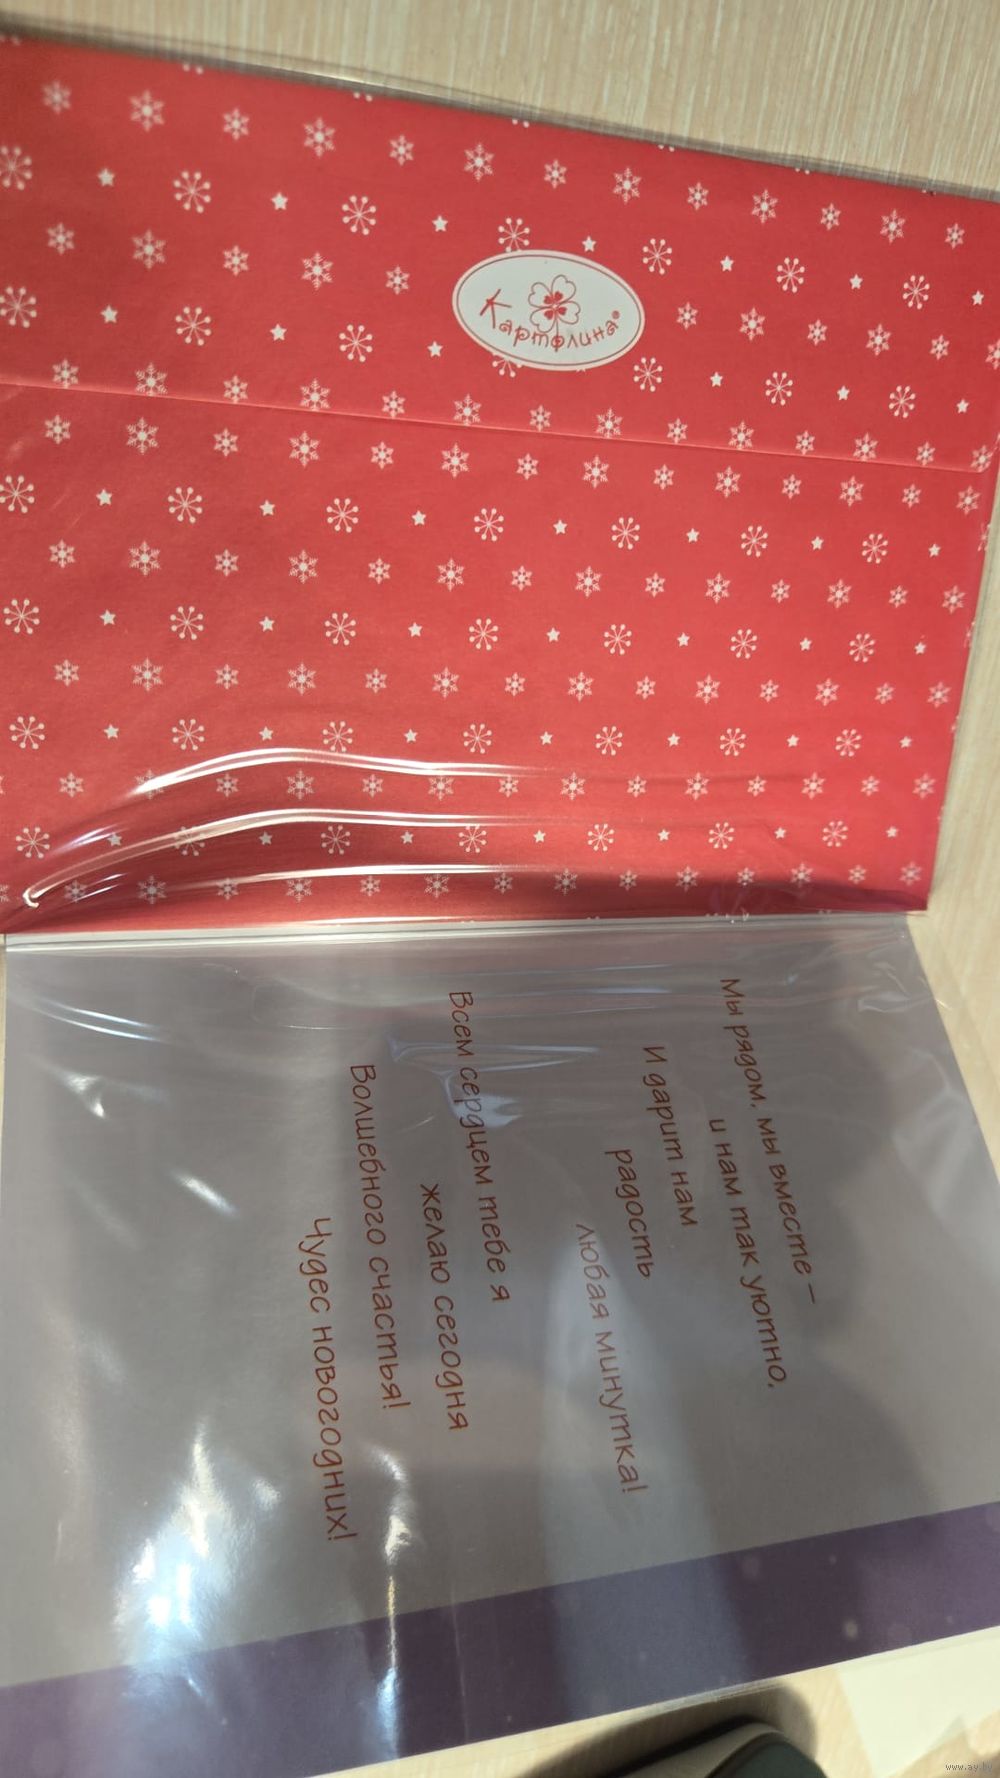 Картолина®
Мы рядом, мы вместе –
и нам так уютно,
И дарит нам
радость
любая минутка!
Всем сердцем тебе я
желаю сегодня
Волшебного счастья!
Чудес новогодних!
www.ay.by